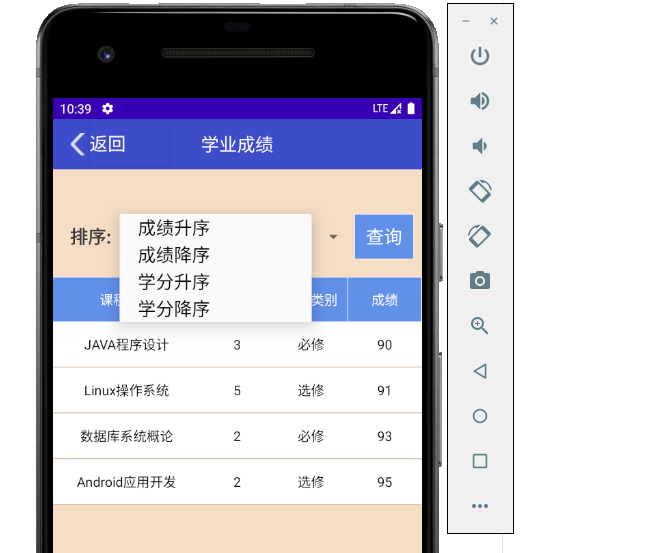 10:39 LTE
返回 学业成绩
排序: 查询
成绩升序
成绩降序
学分升序
学分降序
课程 类别 成绩
JAVA程序设计 3 必修 90
Linux操作系统 5 选修 91
数据库系统概论 2 必修 93
Android应用开发 2 选修 95